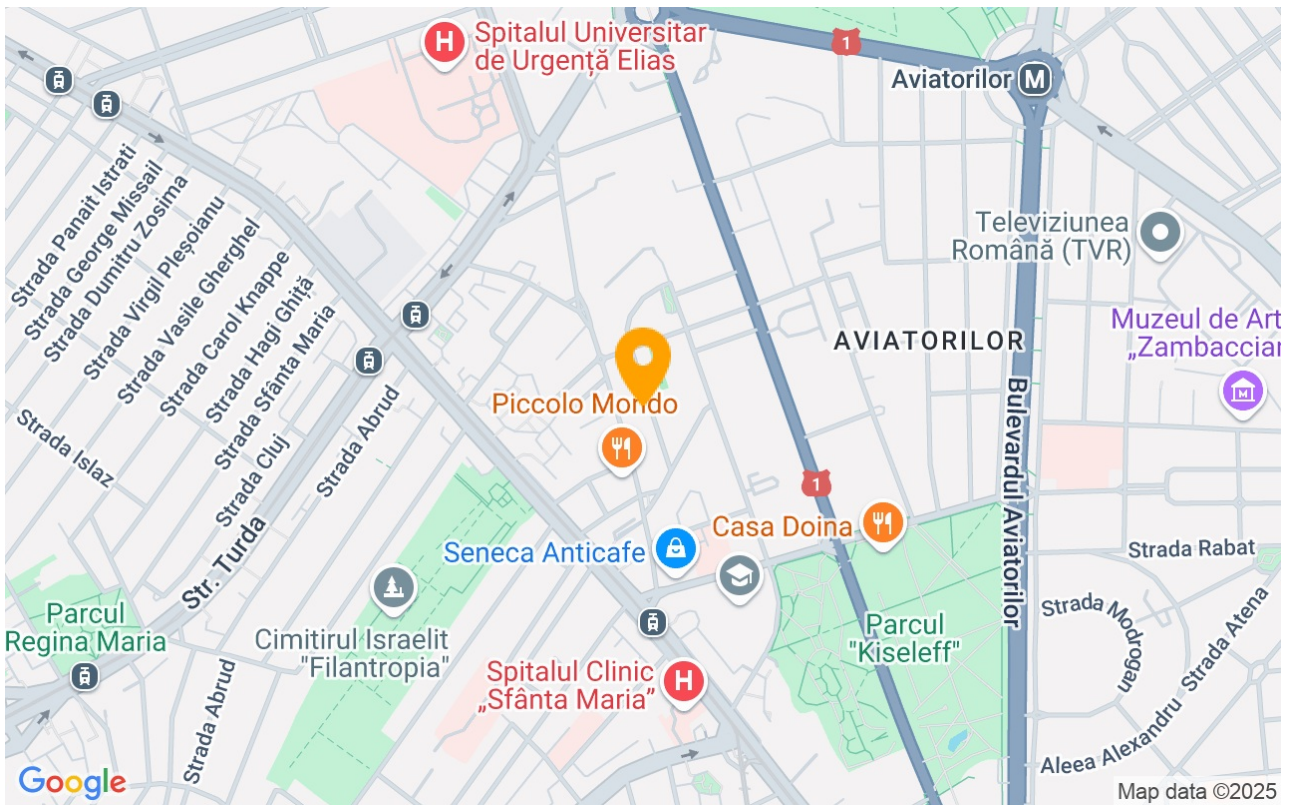 Spitalul Universitar
de Urgență Elias
H
1
Aviatorilor
M
Strada Panait Istrati
Strada George Missail
Strada Dumitru Zosima
Strada Virgil Pleșoianu
Strada Vasile Gherghel
Strada Carol Knappe
Strada Hagi Ghiță
Strada Sfânta Maria
Strada Cluj
Strada Abrud
Strada Islaz
Str. Turda
Televiziunea
Română (TVR)
AVIATORILOR
Muzeul de Art
„Zambaccian
M
Piccolo Mondo
Bulevardul Aviatorilor
1
Casa Doina
Seneca Anticafe
Strada Rabat
Parcul
Regina Maria
Cimitirul Israelit
"Filantropia"
Parcul
"Kiseleff"
Strada Modrogan
Strada Atena
Spitalul Clinic
„Sfânta Maria”
H
Strada Abrud
Aleea Alexandru
Google
Map data ©2025